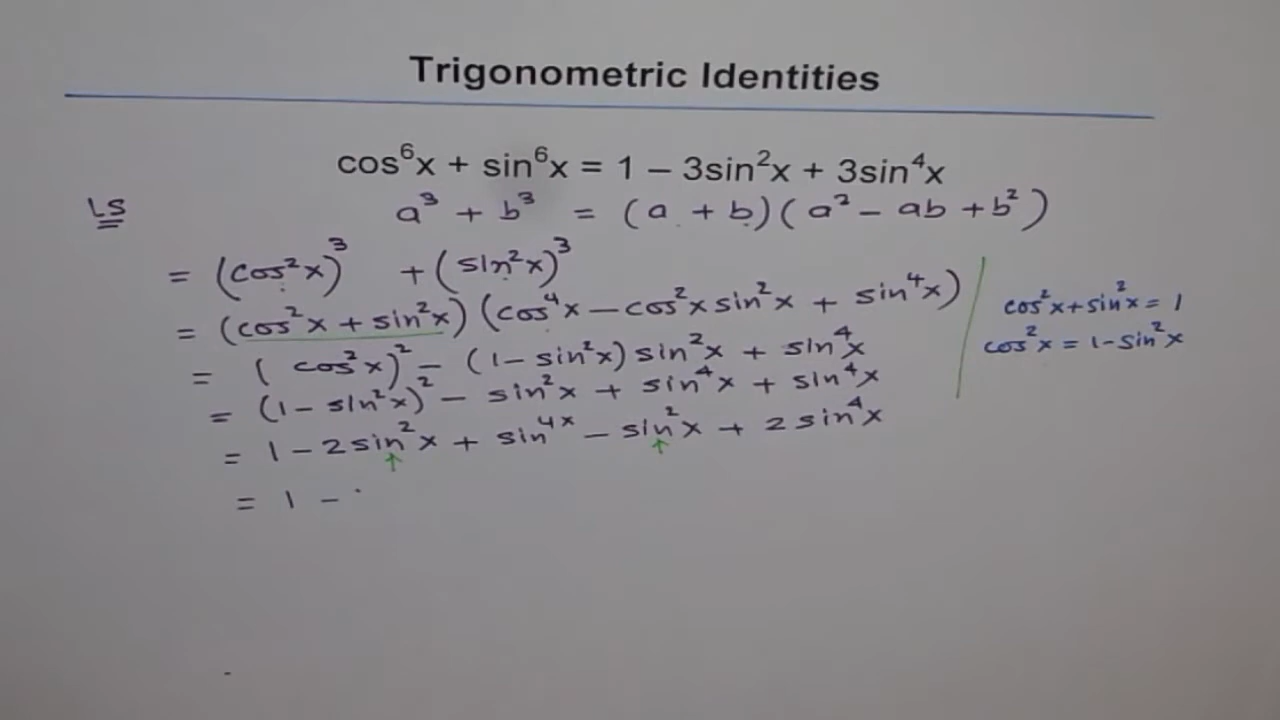 Trigonometric Identities
cos⁶x + sin⁶x = 1 – 3sin²x + 3sin⁴x
LS a³ + b³ = (a + b)(a² - ab + b²)
= (cos²x)³ + (sin²x)³
= (cos²x + sin²x)(cos⁴x - cos²x sin²x + sin⁴x)
cos²x + sin²x = 1
= (cos²x)² - (1 - sin²x) sin²x + sin⁴x
cos²x = 1 - sin²x
= (1 - sin²x)² - sin²x + sin⁴x + sin⁴x
= 1 - 2sin²x + sin⁴ˣ - sin²x + 2sin⁴x
= 1 -